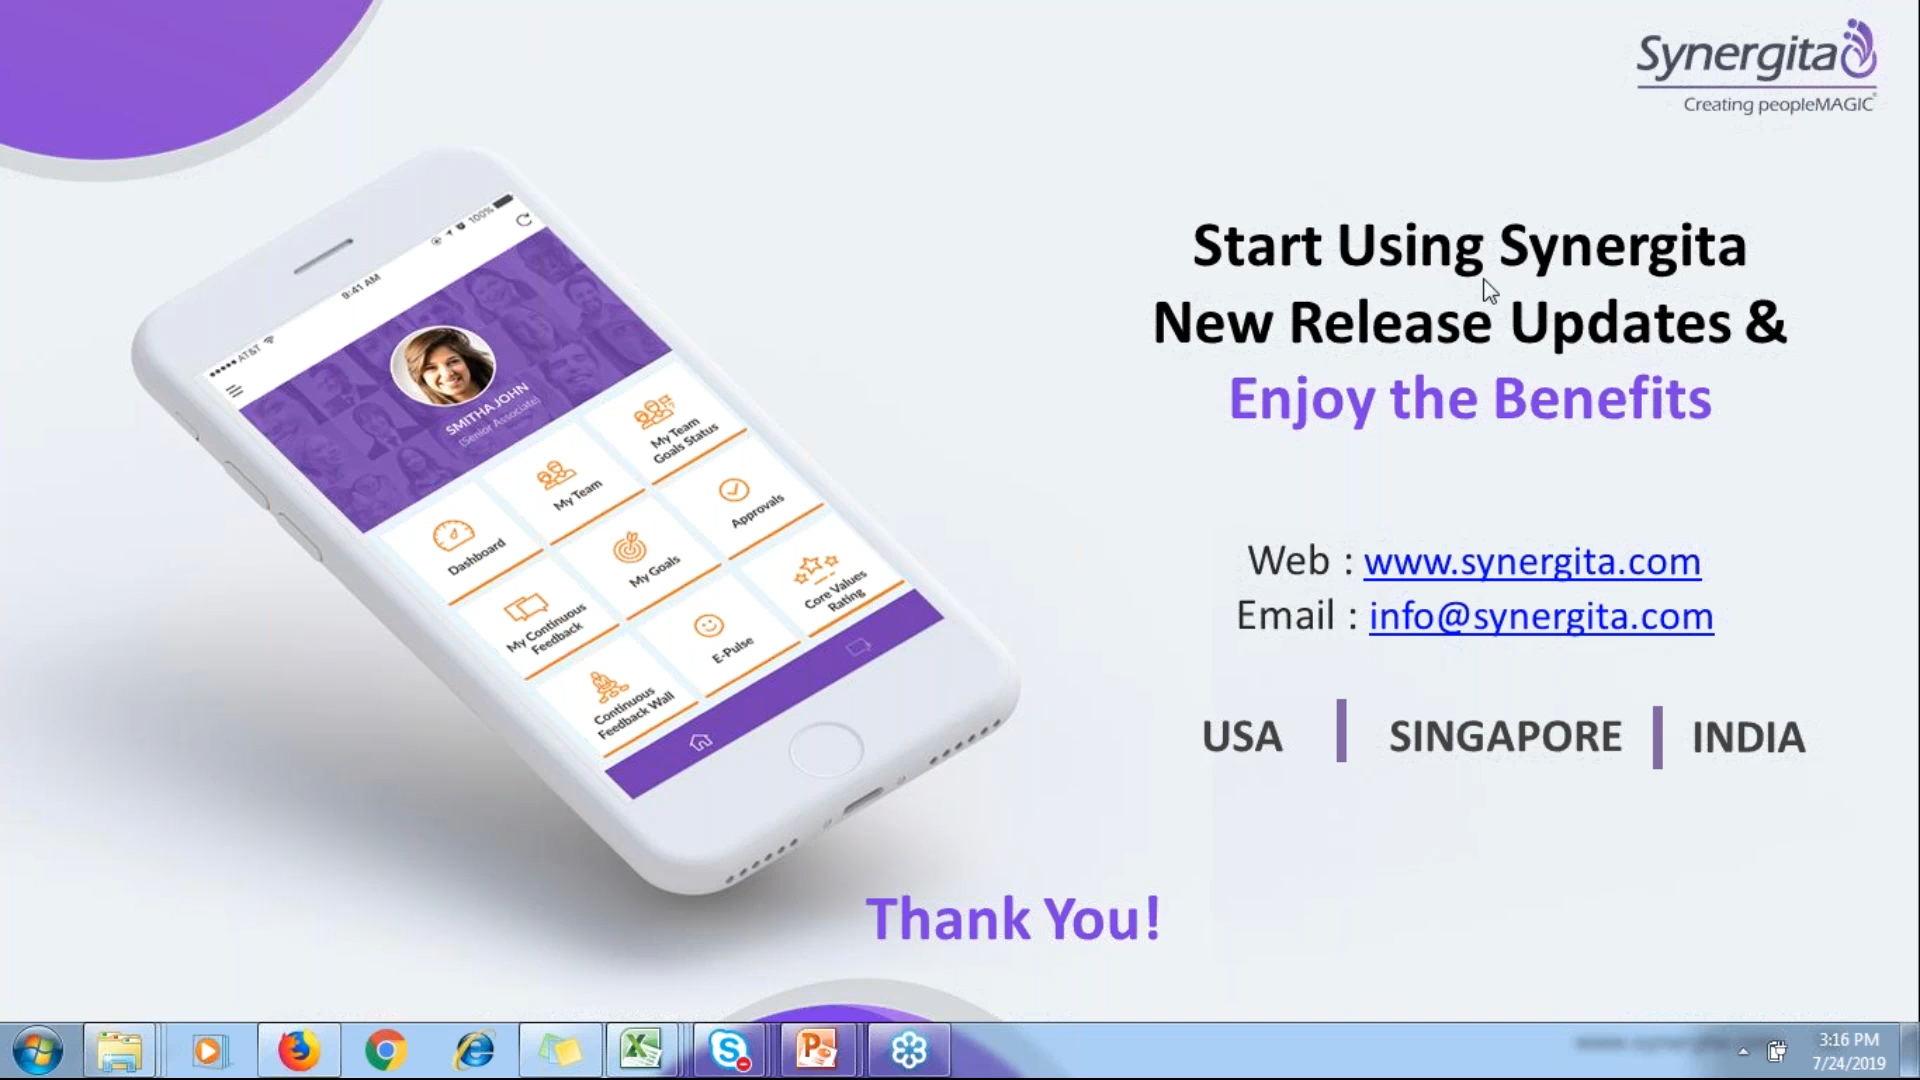 Synergita
Creating peopleMAGIC
Start Using Synergita
New Release Updates &
Enjoy the Benefits
Web : www.synergita.com
Email : info@synergita.com
USA
SINGAPORE
INDIA
100%
9:41 AM
AT&T
SMITHA JOHN
(Senior Associate)
My Team
Goals Status
My Team
Approvals
Dashboard
My Goals
Core Values
Rating
My Continuous
Feedback
E-Pulse
Continuous
Feedback Wall
Thank You!
3:16 PM
7/24/2019